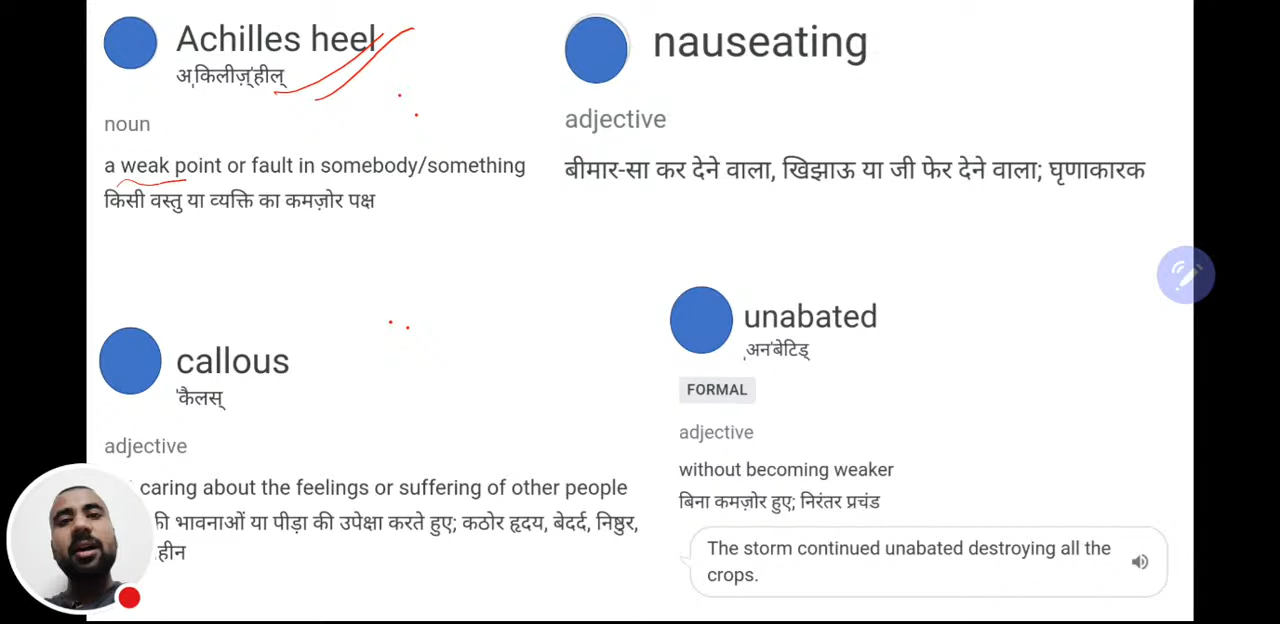 Achilles heel
अ़किलीज़्'हील्
noun
a weak point or fault in somebody/something
किसी वस्तु या व्यक्ति का कमज़ोर पक्ष
nauseating
adjective
बीमार-सा कर देने वाला, खिझाऊ या जी फेर देने वाला; घृणाकारक
callous
'कैलस्
adjective
caring about the feelings or suffering of other people
की भावनाओं या पीड़ा की उपेक्षा करते हुए; कठोर हृदय, बेदर्द, निष्ठुर,
हीन
unabated
ˌअन'बेटिड्
FORMAL
adjective
without becoming weaker
बिना कमज़ोर हुए; निरंतर प्रचंड
The storm continued unabated destroying all the
crops.